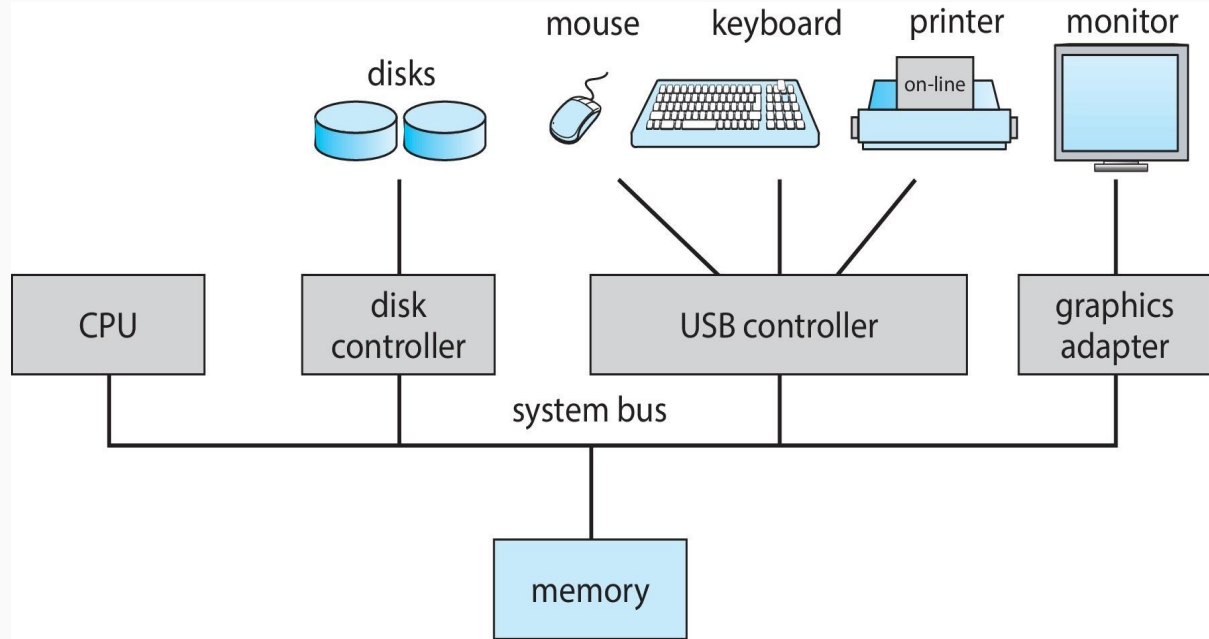 mouse
keyboard
printer
monitor
disks
on-line
CPU
disk
controller
USB controller
graphics
adapter
system bus
memory